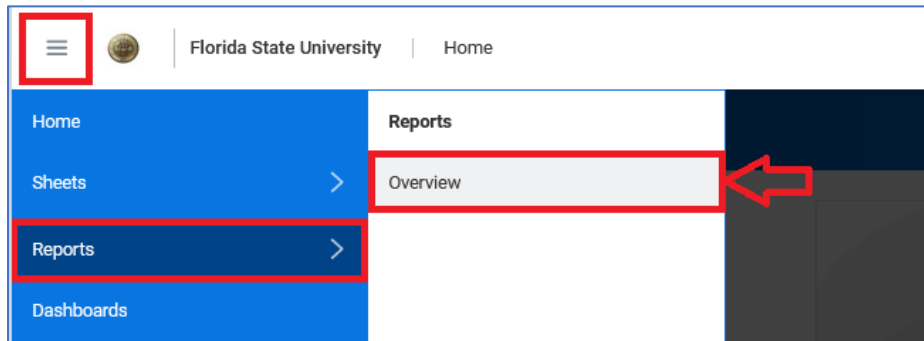 Florida State University | Home
Home
Reports
Sheets
Overview
Reports
Dashboards